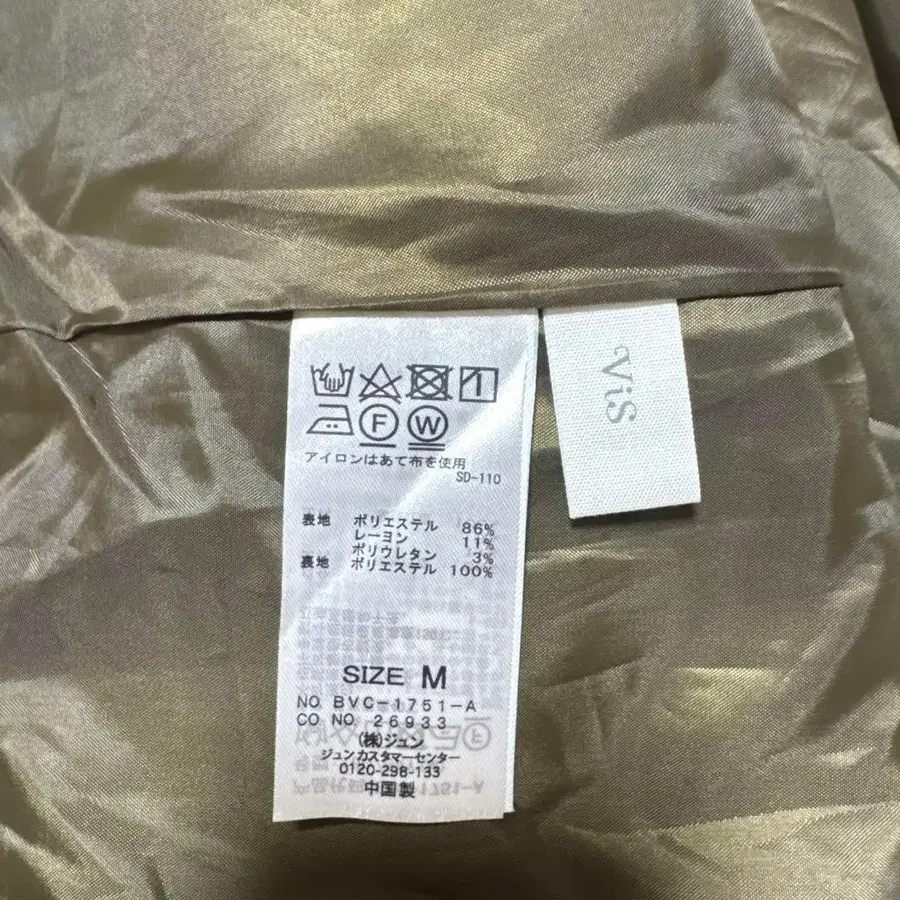 F W
アイロンはあて布を使用
SD-110
表地 ポリエステル 86%
レーヨン 11%
ポリウレタン 3%
裏地 ポリエステル 100%
SIZE M
NO. BVC-1751-A
CO NO. 26933
(株)ジュン
ジュンカスタマーセンター
0120-298-133
中国製
ViS